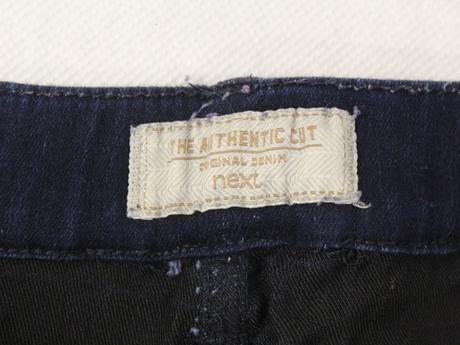 THE AUTHENTIC CUT
ORIGINAL DENIM
next